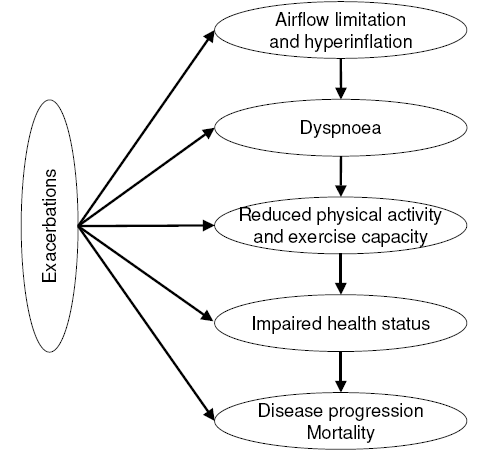 Exacerbations
Airflow limitation
and hyperinflation
Dyspnoea
Reduced physical activity
and exercise capacity
Impaired health status
Disease progression
Mortality